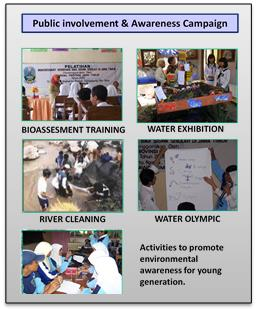 Public involvement & Awareness Campaign
PELATIHAN
BIOASSESMENT TRAINING
WATER EXHIBITION
RIVER CLEANING
WATER OLYMPIC
Activities to promote
environmental
awareness for young
generation.